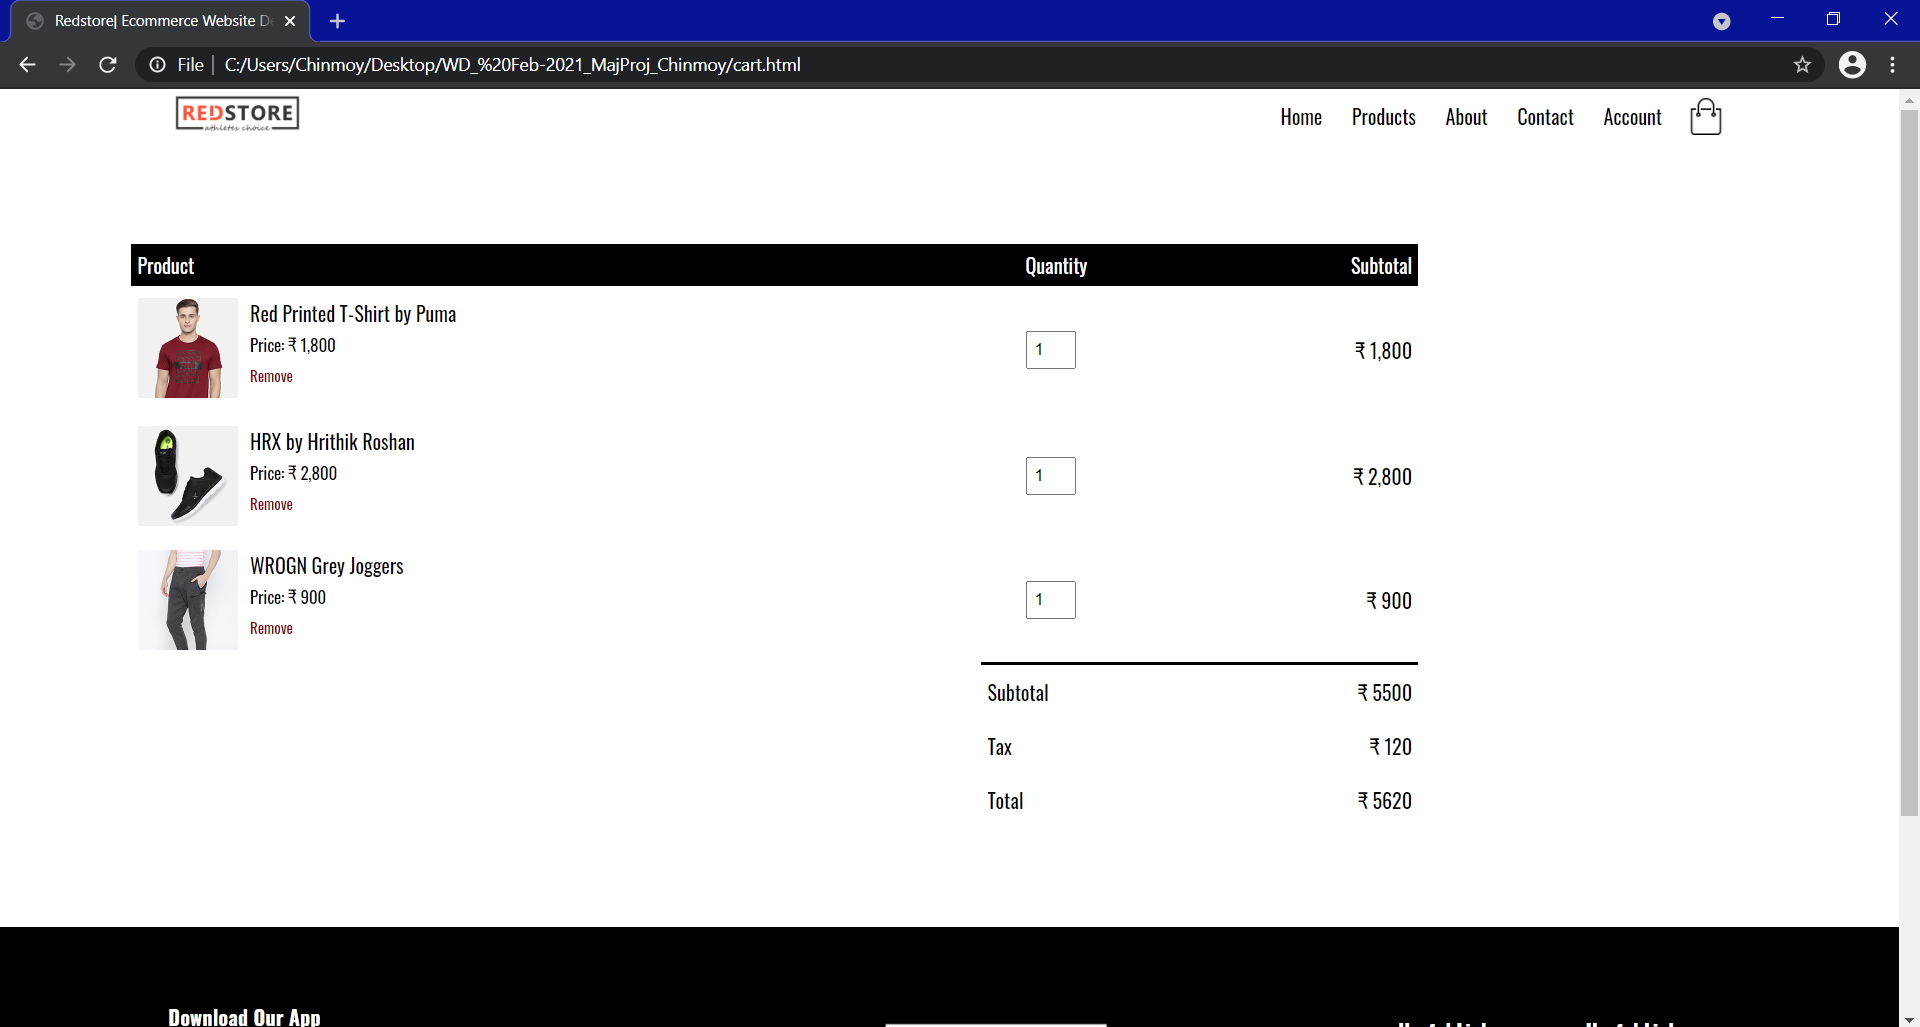 Redstore| Ecommerce Website De
File
C:/Users/Chinmoy/Desktop/WD_%20Feb-2021_MajProj_Chinmoy/cart.html
REDSTORE
athletes choice
Home Products About Contact Account
Product Quantity Subtotal
Red Printed T-Shirt by Puma
Price: ₹ 1,800
Remove
1 ₹ 1,800
HRX by Hrithik Roshan
Price: ₹ 2,800
Remove
1 ₹ 2,800
WROGN Grey Joggers
Price: ₹ 900
Remove
1 ₹ 900
Subtotal ₹ 5500
Tax ₹ 120
Total ₹ 5620
Download Our App